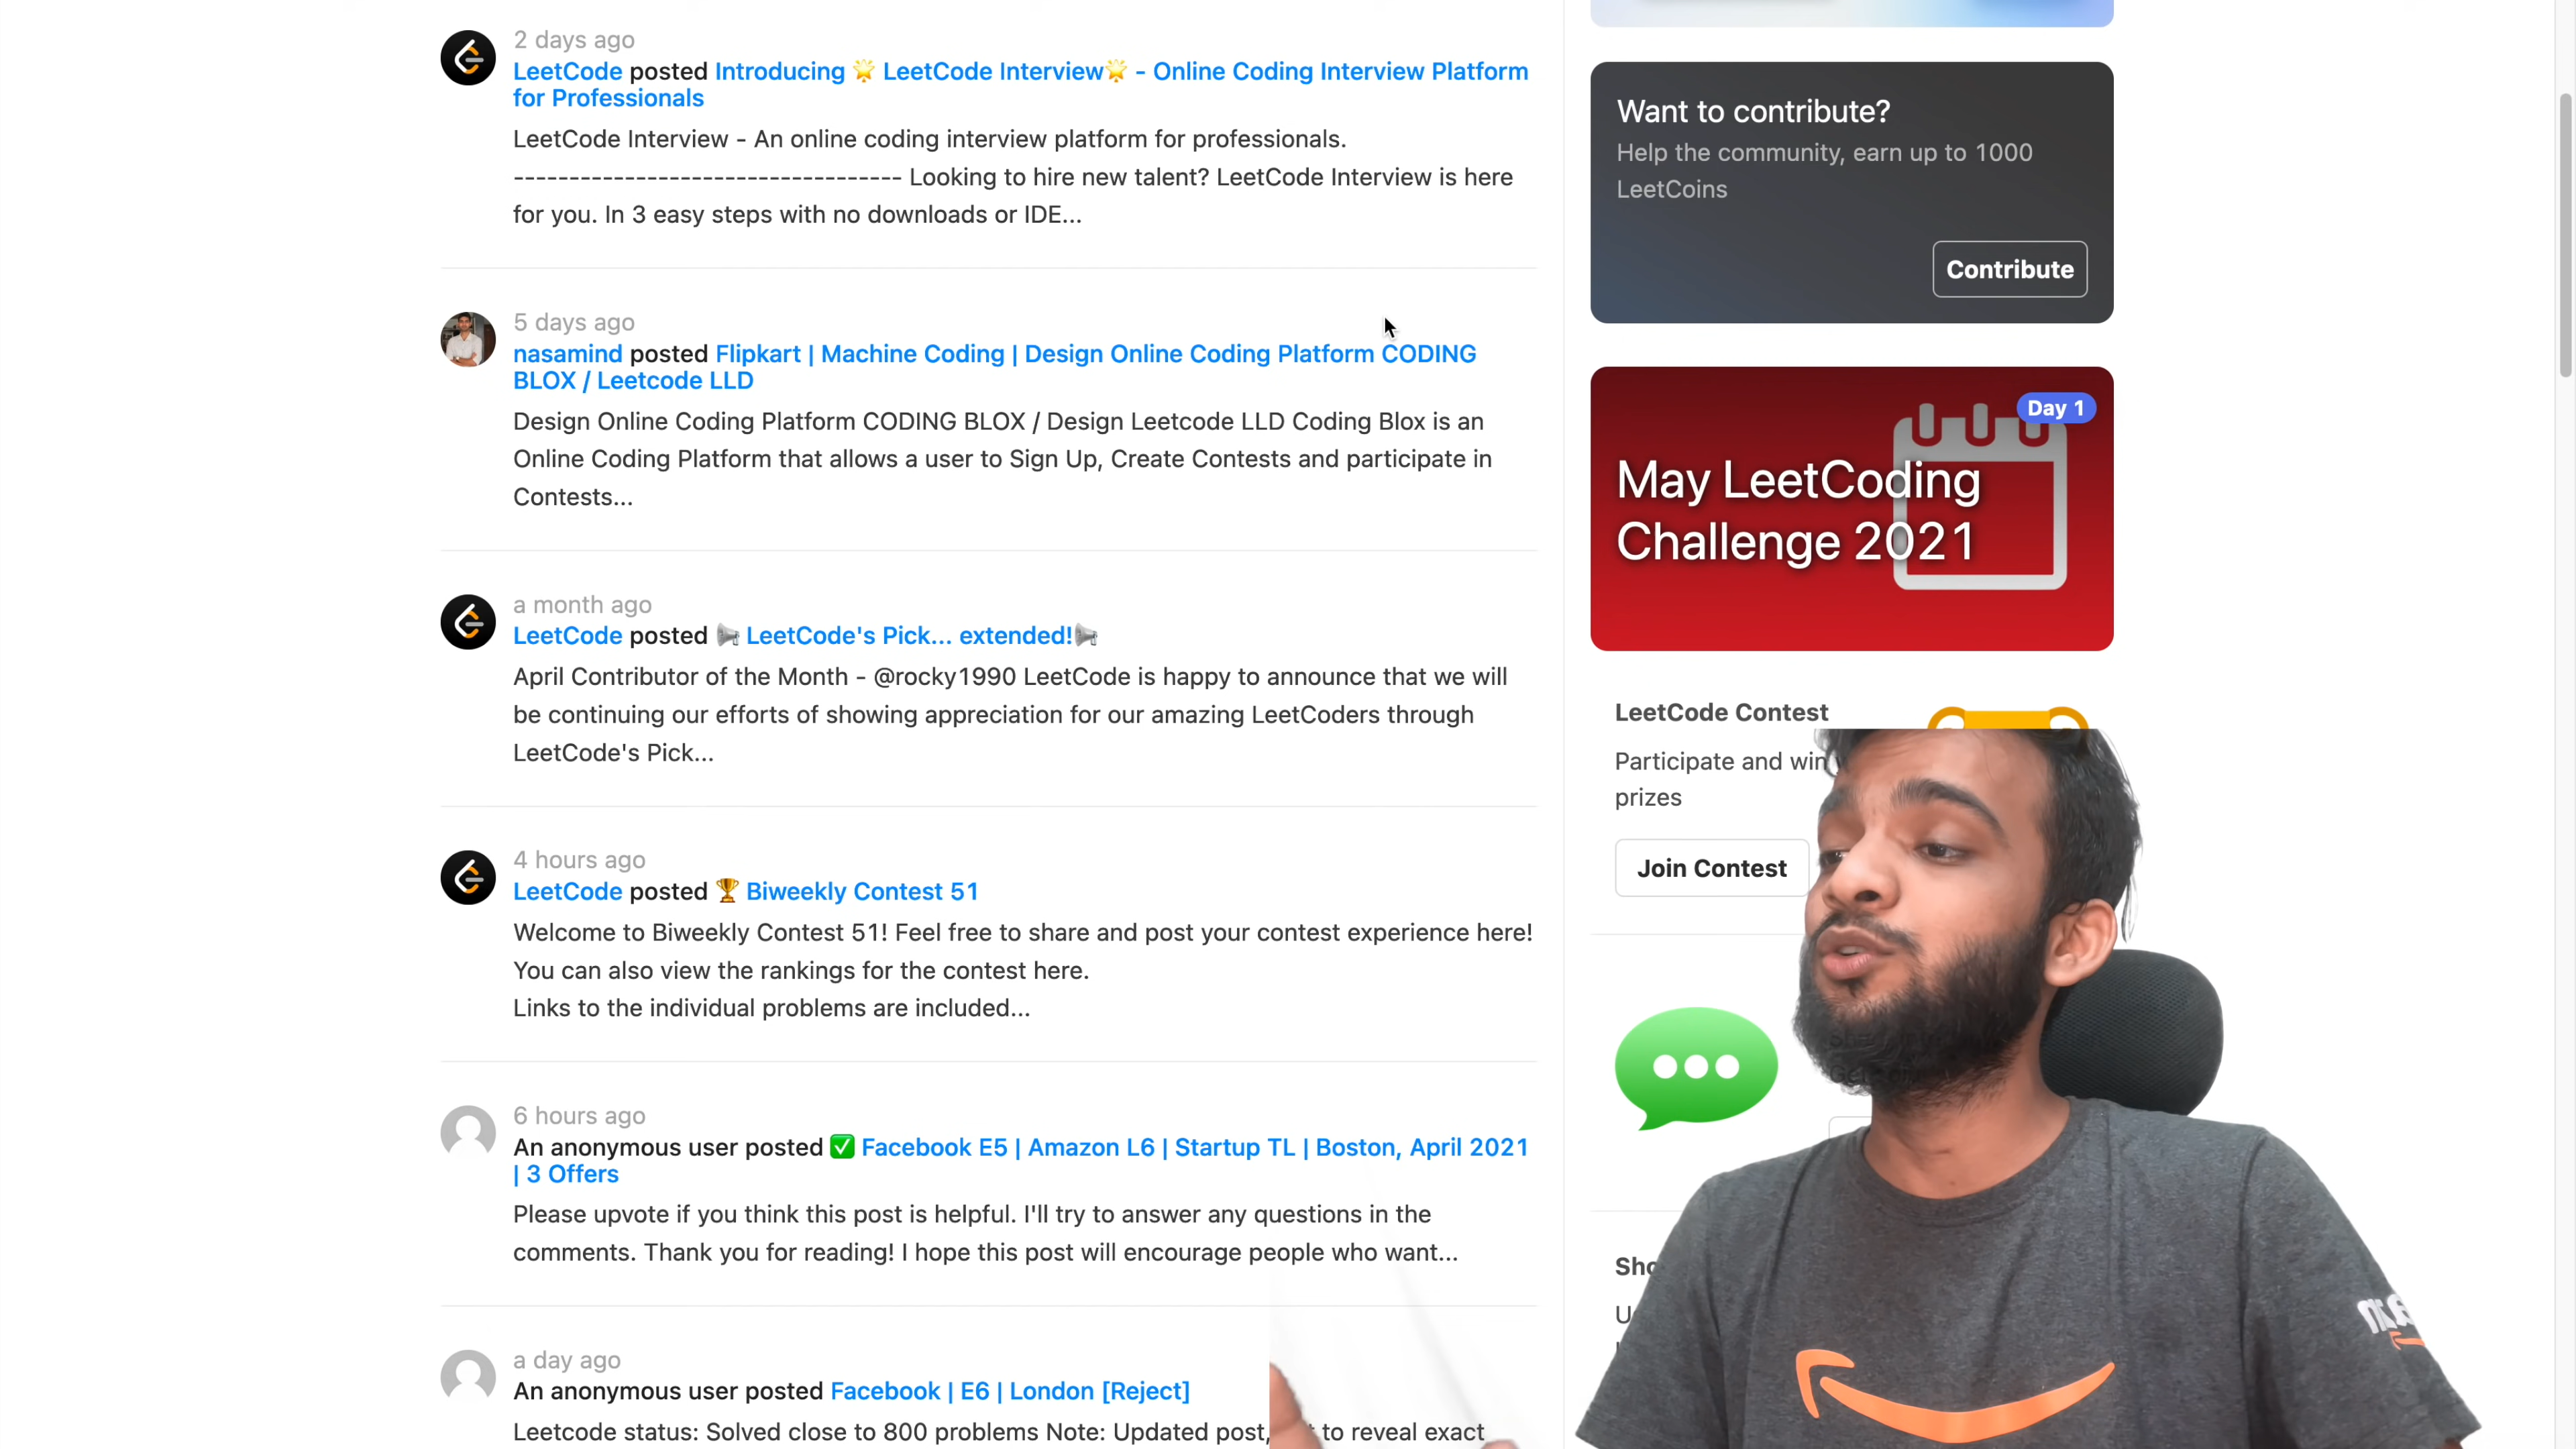 2 days ago
LeetCode posted Introducing 🌟 LeetCode Interview🌟 - Online Coding Interview Platform
for Professionals
LeetCode Interview - An online coding interview platform for professionals.
----------------------------------- Looking to hire new talent? LeetCode Interview is here
for you. In 3 easy steps with no downloads or IDE...
5 days ago
nasamind posted Flipkart | Machine Coding | Design Online Coding Platform CODING
BLOX / Leetcode LLD
Design Online Coding Platform CODING BLOX / Design Leetcode LLD Coding Blox is an
Online Coding Platform that allows a user to Sign Up, Create Contests and participate in
Contests...
a month ago
LeetCode posted 📢 LeetCode's Pick... extended!📢
April Contributor of the Month - @rocky1990 LeetCode is happy to announce that we will
be continuing our efforts of showing appreciation for our amazing LeetCoders through
LeetCode's Pick...
4 hours ago
LeetCode posted 🏆 Biweekly Contest 51
Welcome to Biweekly Contest 51! Feel free to share and post your contest experience here!
You can also view the rankings for the contest here.
Links to the individual problems are included...
6 hours ago
An anonymous user posted ✅ Facebook E5 | Amazon L6 | Startup TL | Boston, April 2021
| 3 Offers
Please upvote if you think this post is helpful. I'll try to answer any questions in the
comments. Thank you for reading! I hope this post will encourage people who want...
a day ago
An anonymous user posted Facebook | E6 | London [Reject]
Leetcode status: Solved close to 800 problems Note: Updated post, to reveal exact
Want to contribute?
Help the community, earn up to 1000
LeetCoins
Contribute
Day 1
May LeetCoding
Challenge 2021
LeetCode Contest
Participate and win
prizes
Join Contest